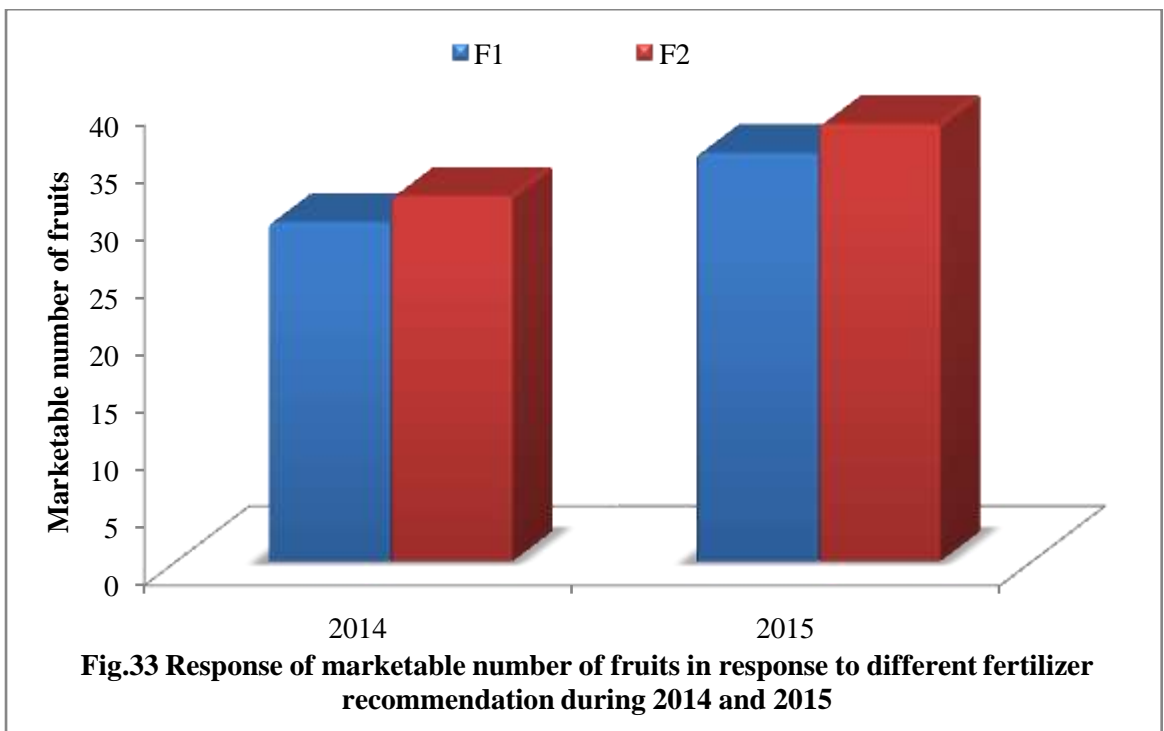 F1 F2
40
35
30
25
20
15
10
5
0
Marketable number of fruits
2014 2015
Fig.33 Response of marketable number of fruits in response to different fertilizer
recommendation during 2014 and 2015